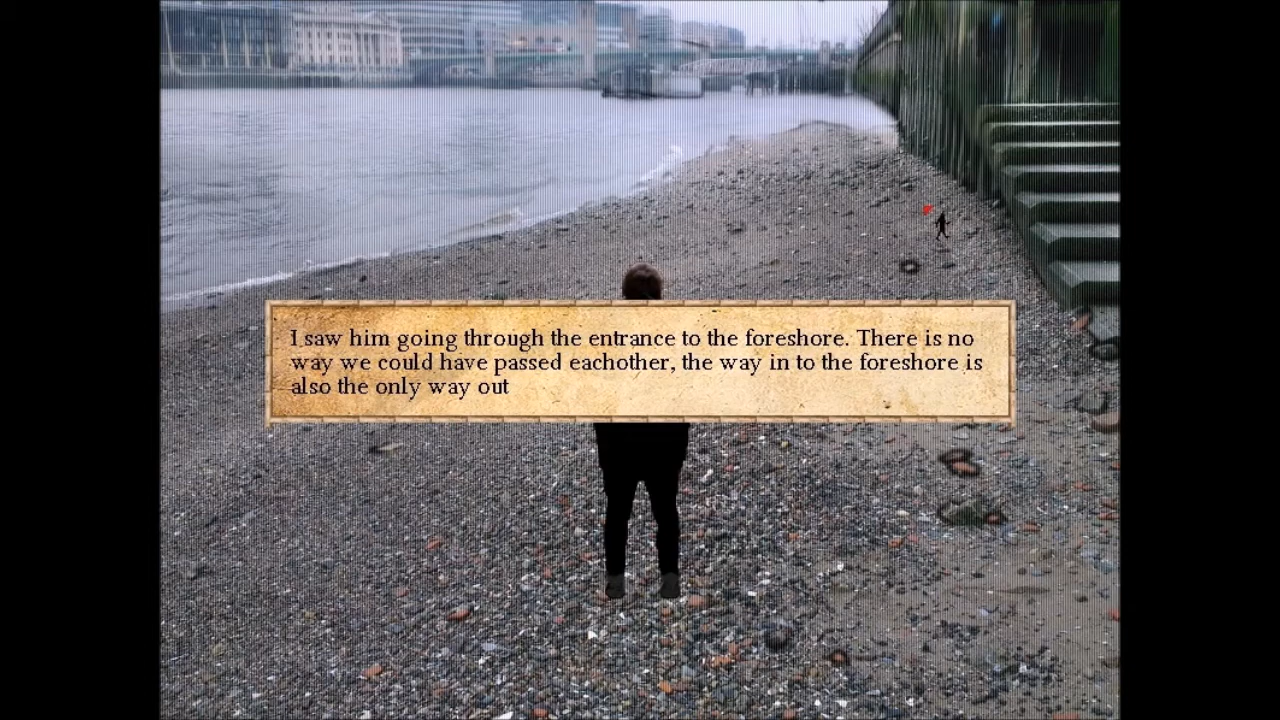 I saw him going through the entrance to the foreshore. There is no
way we could have passed eachother, the way in to the foreshore is
also the only way out